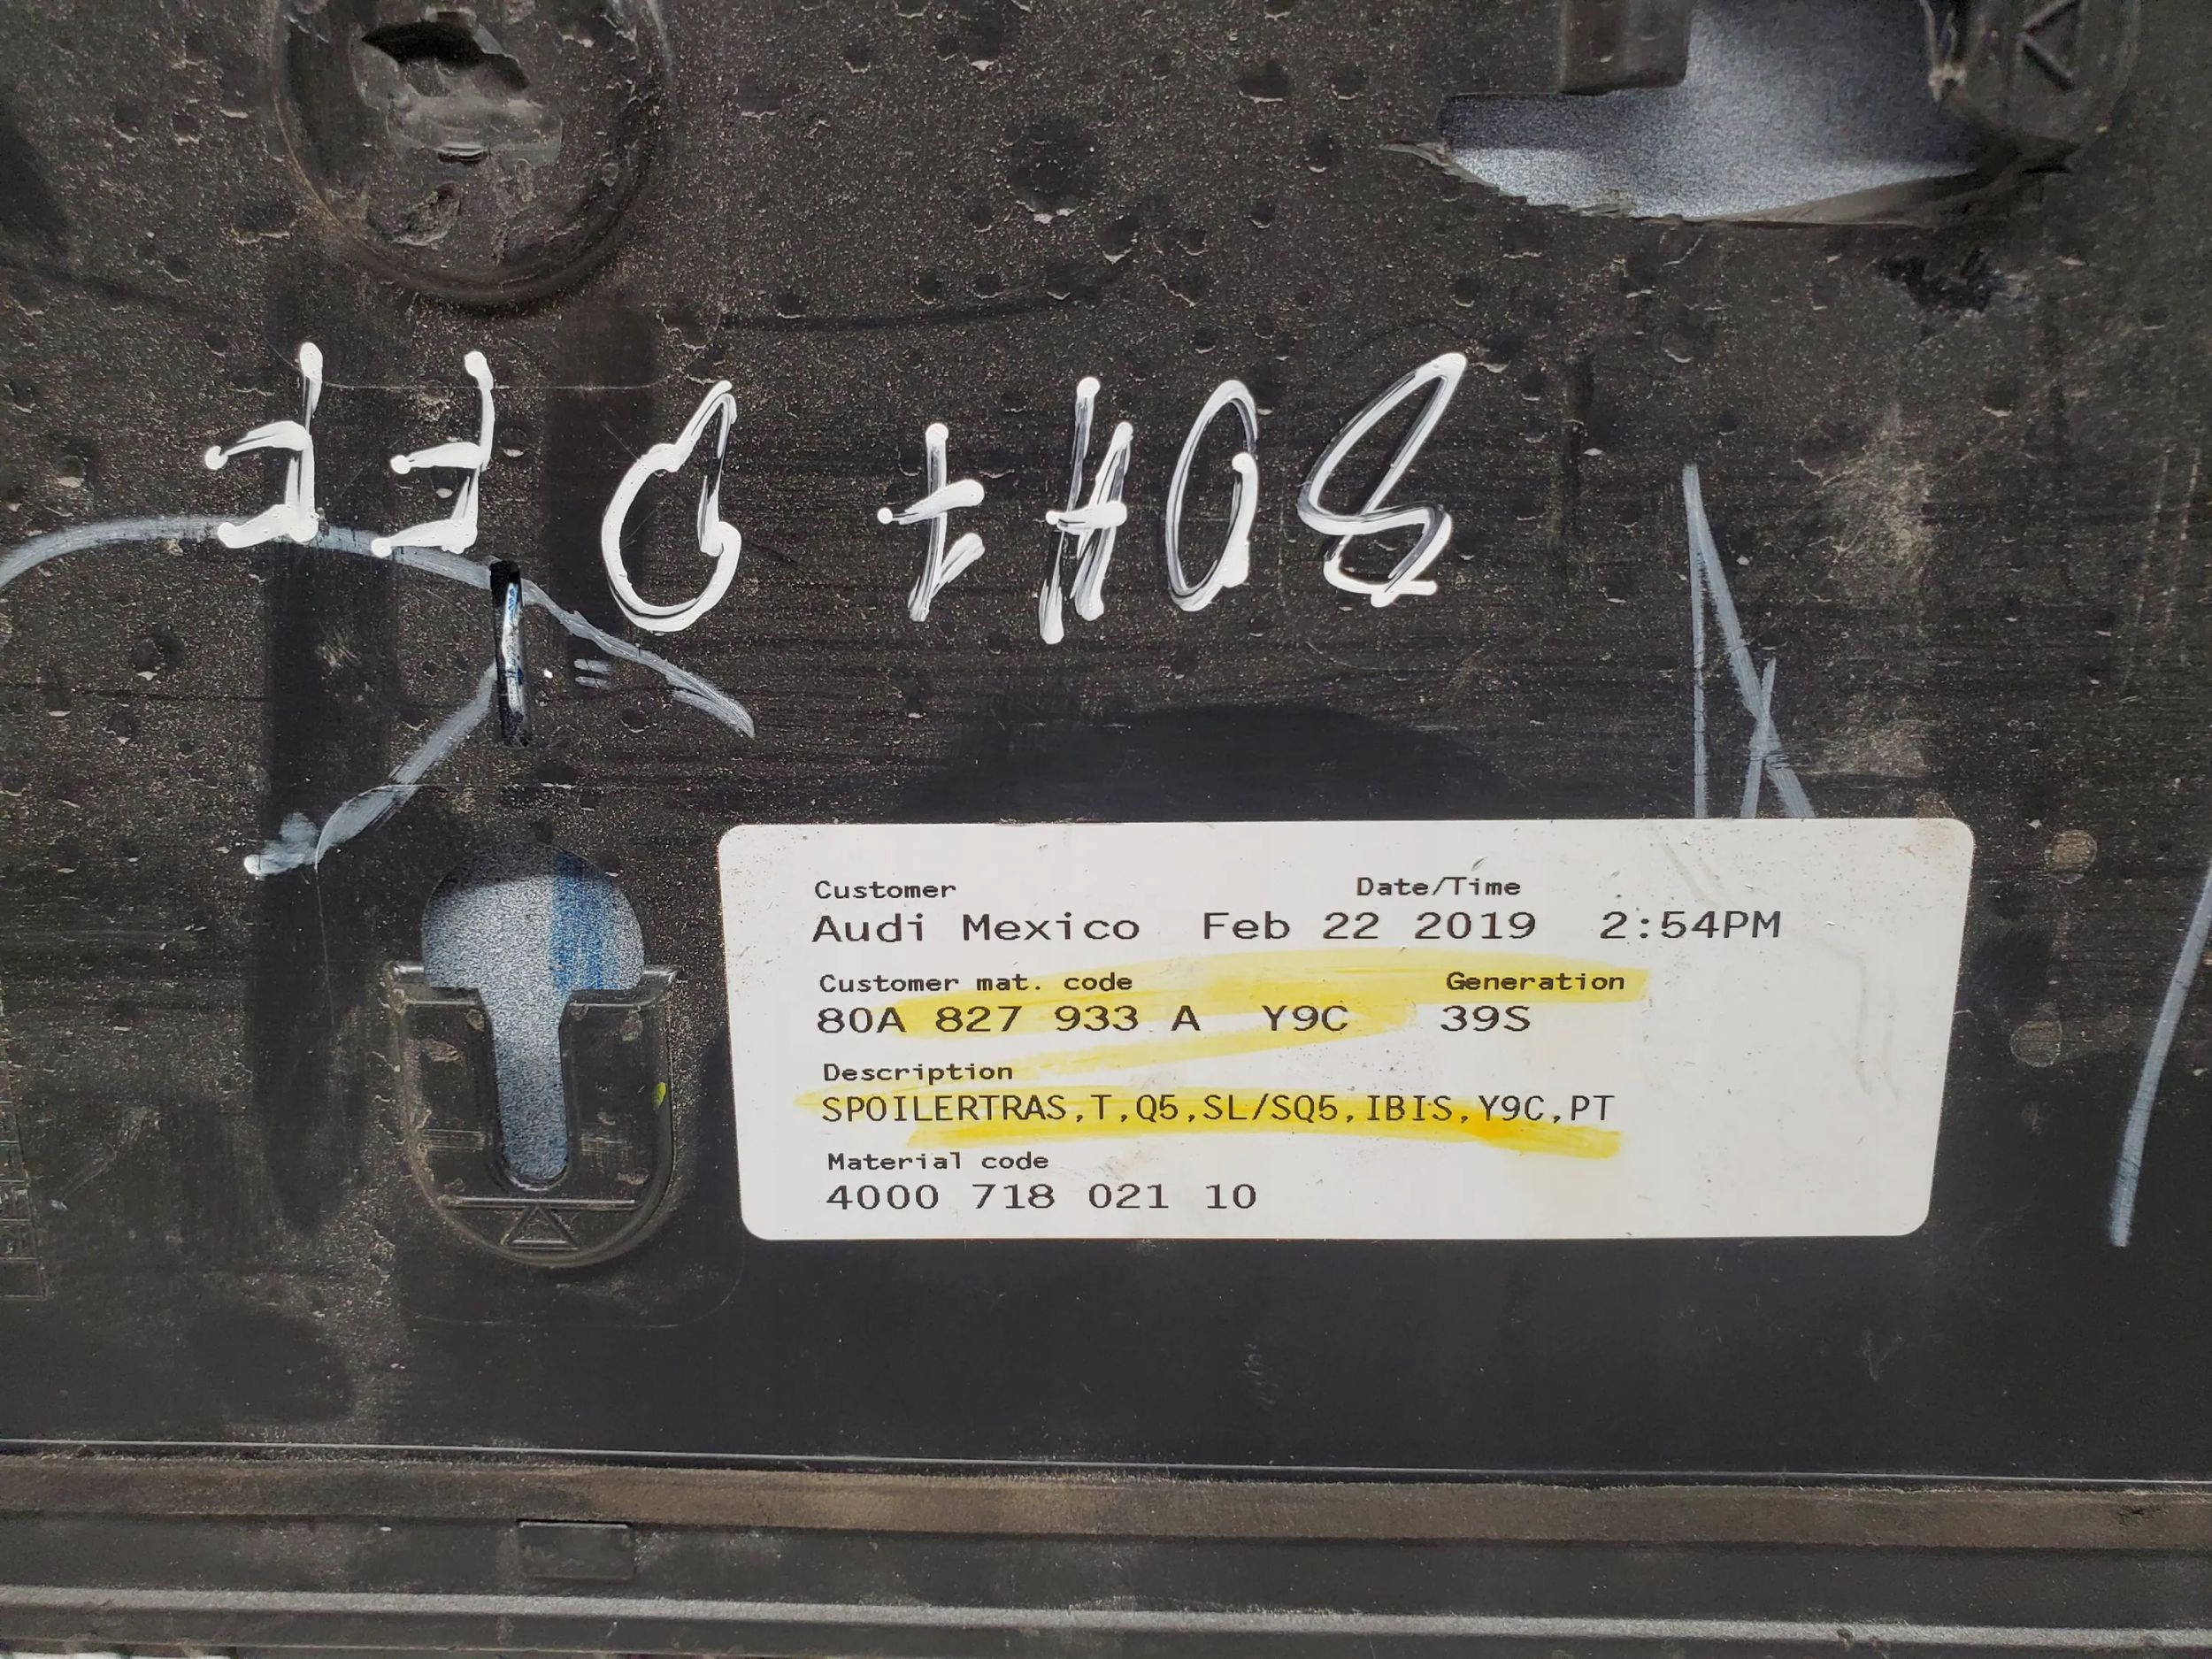 Customer Date/Time
Audi Mexico Feb 22 2019 2:54PM
Customer mat. code Generation
80A 827 933 A Y9C 39S
Description
SPOILERTRAS,T,Q5,SL/SQ5,IBIS,Y9C,PT
Material code
4000 718 021 10